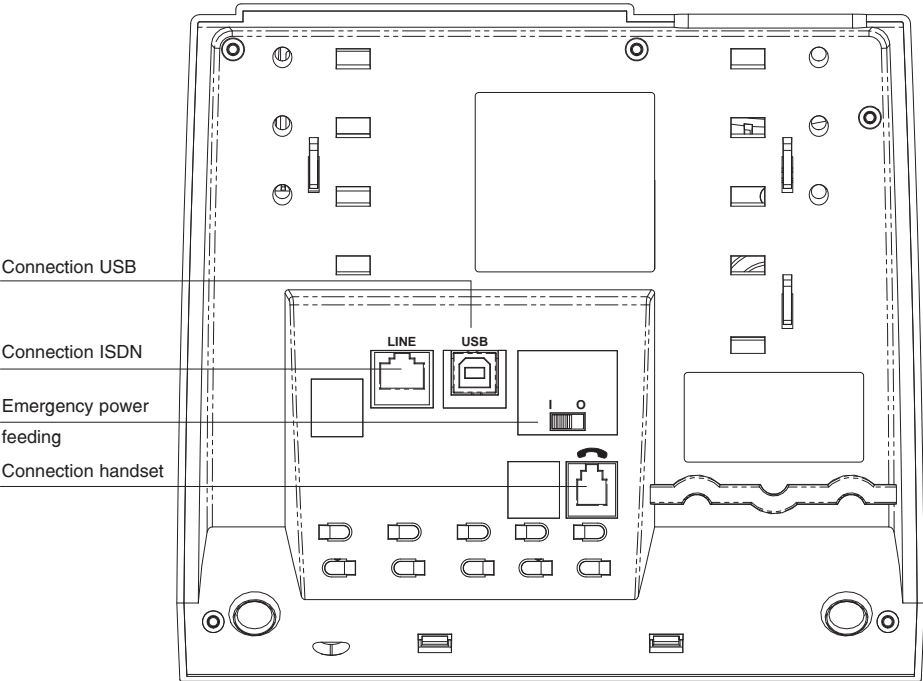 Connection USB
LINE USB
Connection ISDN
Emergency power
feeding
I O
Connection handset